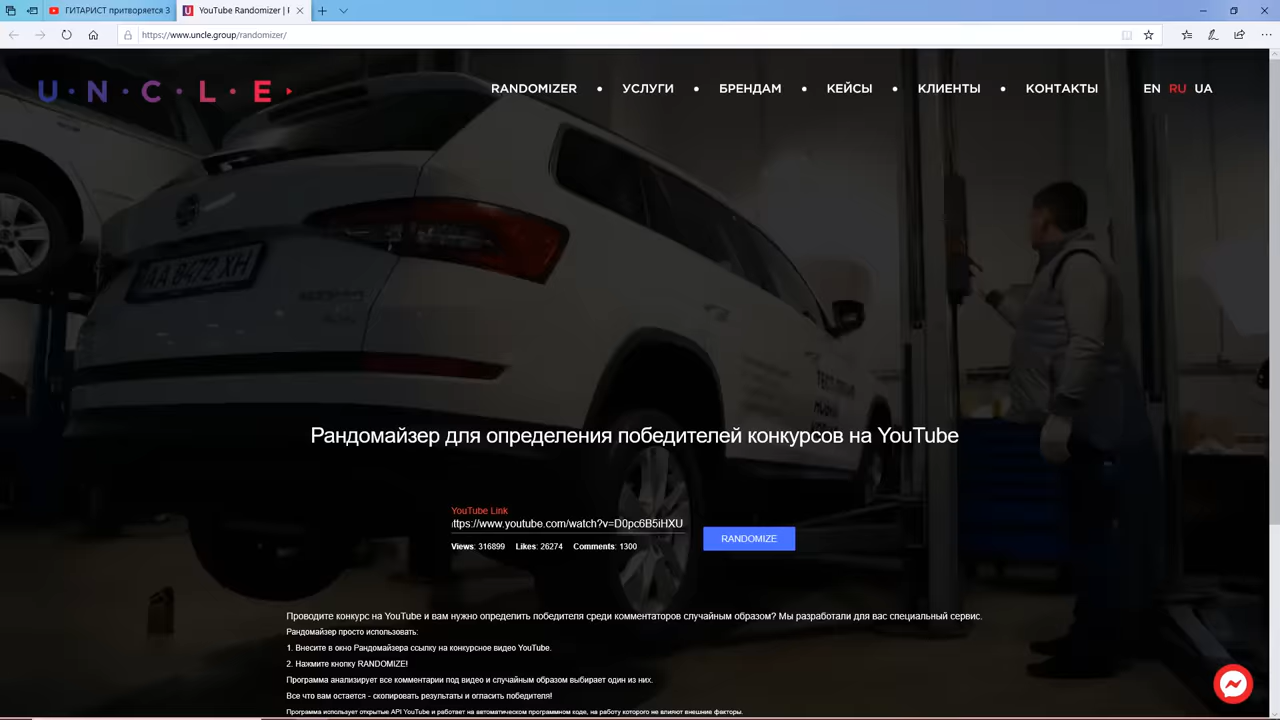 ГИТАРИСТ притворяется З
YouTube Randomizer | F
https://www.uncle.group/randomizer/
U·N·C·L·E
RANDOMIZER • УСЛУГИ • БРЕНДАМ • КЕЙСЫ • КЛИЕНТЫ • КОНТАКТЫ EN RU UA
AA 8472 XH
Рандомайзер для определения победителей конкурсов на YouTube
YouTube Link
ttps://www.youtube.com/watch?v=D0pc6B5iHXU
RANDOMIZE
Views: 316899 Likes: 26274 Comments: 1300
Проводите конкурс на YouTube и вам нужно определить победителя среди комментаторов случайным образом? Мы разработали для вас специальный сервис.
Рандомайзер просто использовать:
1. Внесите в окно Рандомайзера ссылку на конкурсное видео YouTube.
2. Нажмите кнопку RANDOMIZE!
Программа анализирует все комментарии под видео и случайным образом выбирает один из них.
Все что вам остается - скопировать результаты и огласить победителя!
Программа использует открытые API YouTube и работает на автоматическом программном коде, на работу которого не влияют внешние факторы.